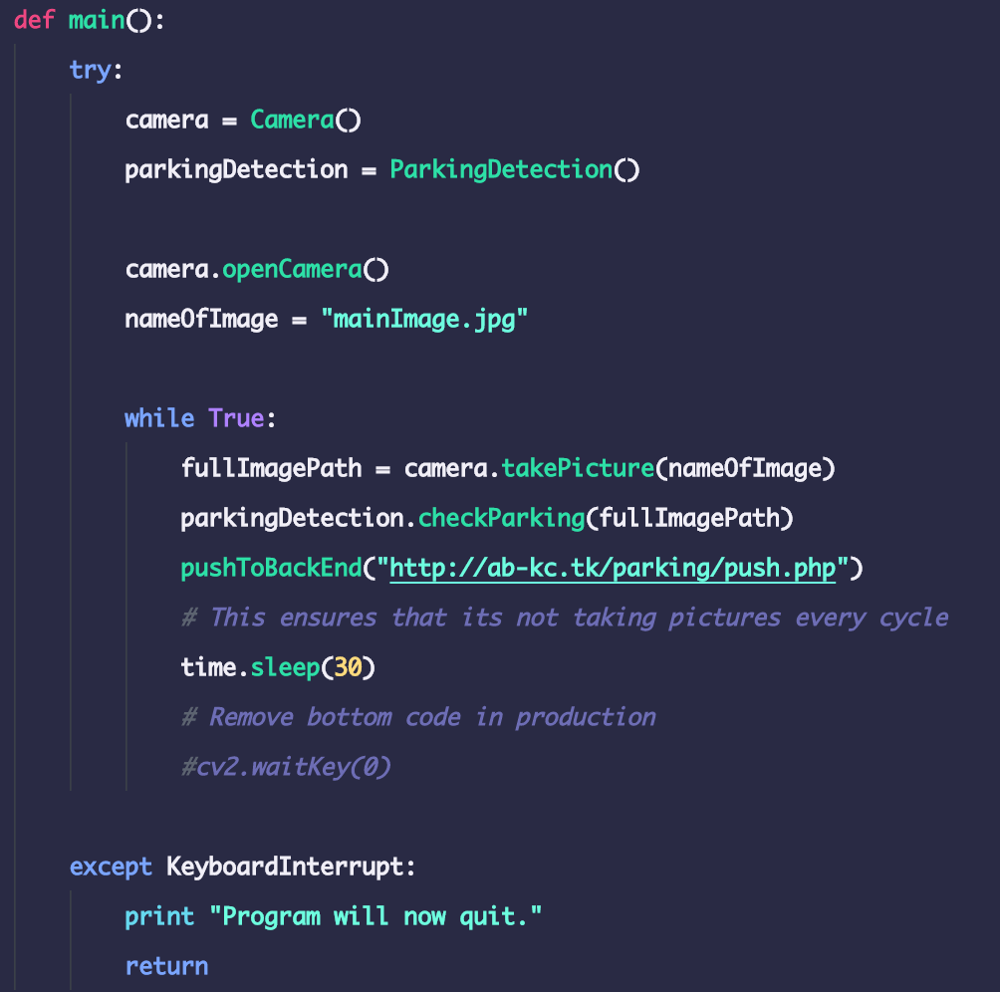 def main():
    try:
        camera = Camera()
        parkingDetection = ParkingDetection()
        camera.openCamera()
        nameOfImage = "mainImage.jpg"
        while True:
            fullImagePath = camera.takePicture(nameOfImage)
            parkingDetection.checkParking(fullImagePath)
            pushToBackEnd("http://ab-kc.tk/parking/push.php")
            # This ensures that its not taking pictures every cycle
            time.sleep(30)
            # Remove bottom code in production
            #cv2.waitKey(0)
    except KeyboardInterrupt:
        print "Program will now quit."
        return